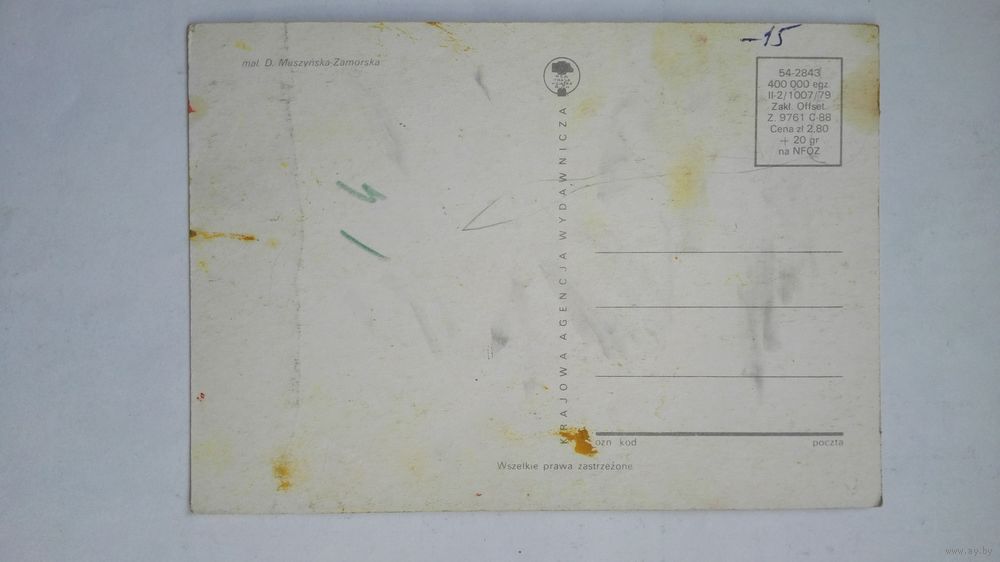 mal. D. Muszyńska-Zamorska
–15
54-2843
400 000 egz.
II-2/1007/79
Zakł. Offset.
Z. 9761 C-88
Cena zł 2,80
+ 20 gr
na NFOZ
KRAJOWA AGENCJA WYDAWNICZA
ozn kod
poczta
Wszelkie prawa zastrzeżone
www.ay.by